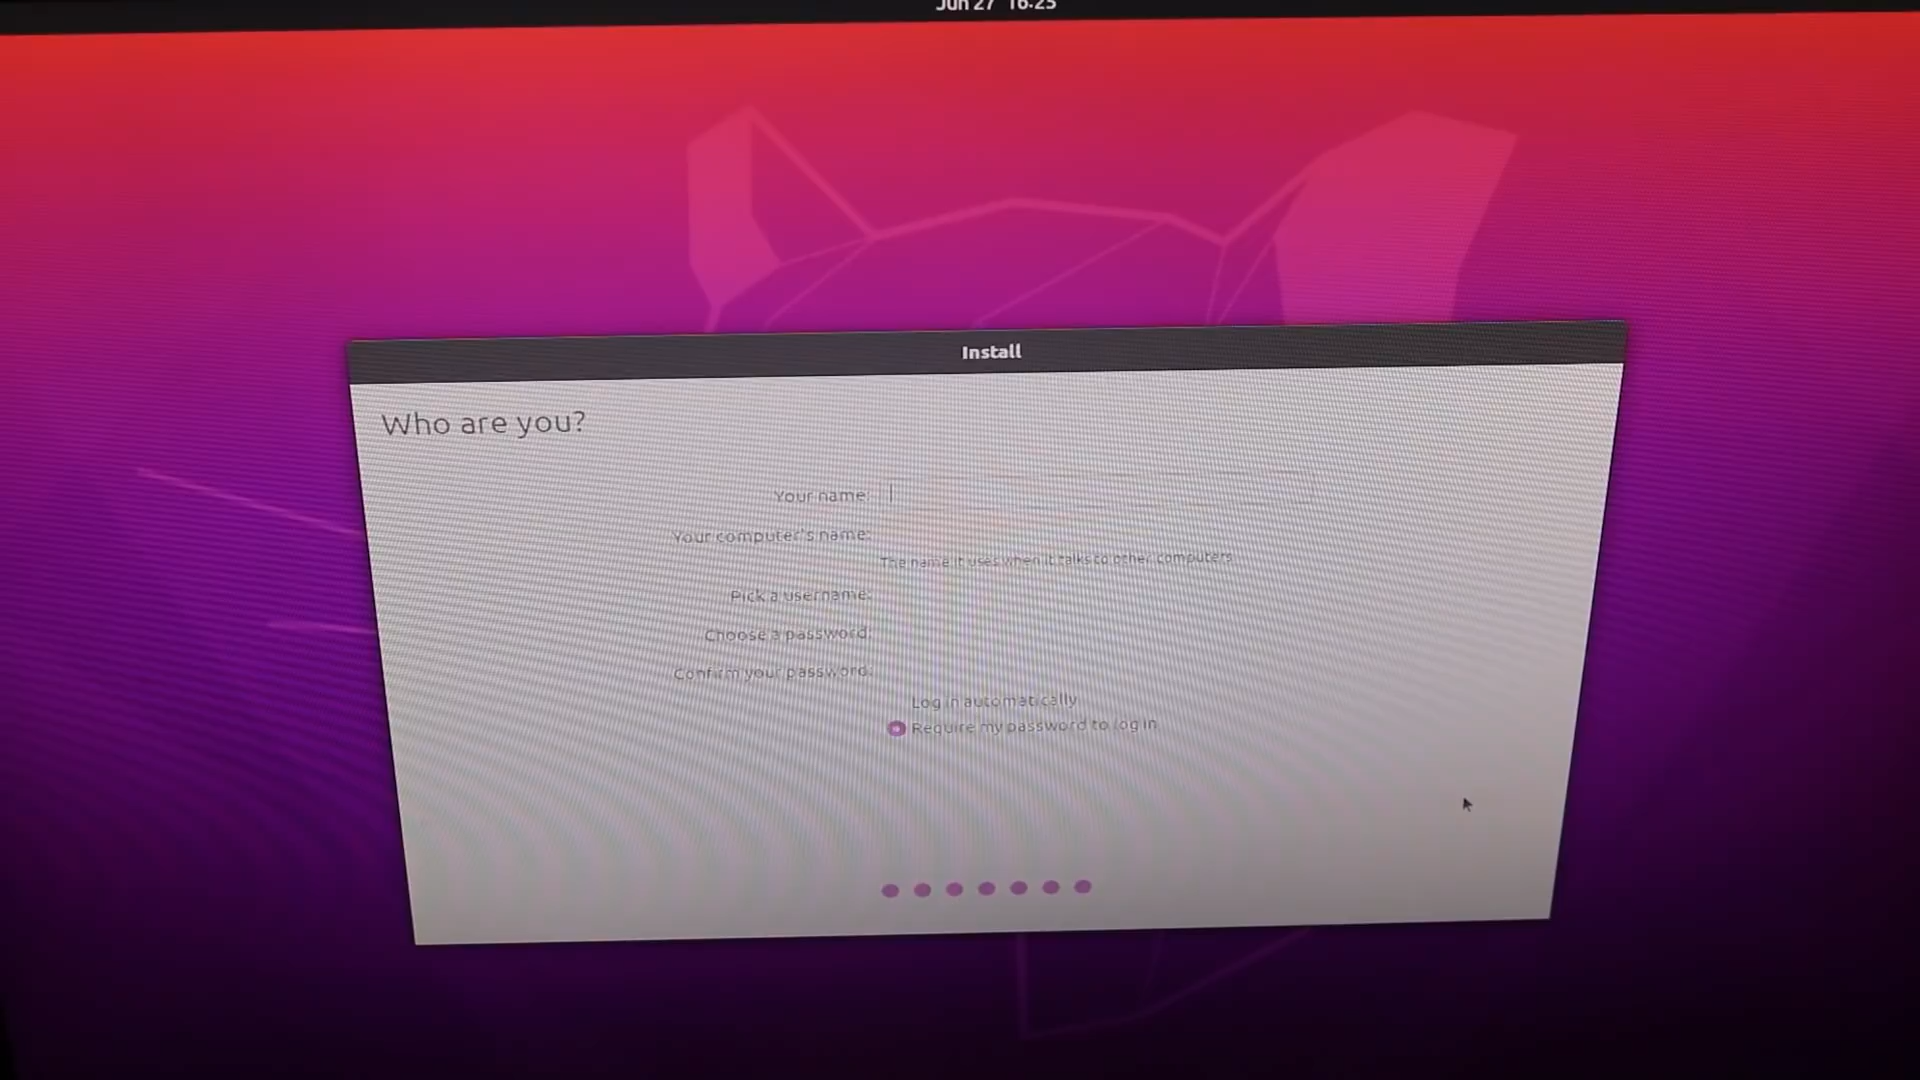 Jun 27 16:25
Install
Who are you?
Your name:
Your computer's name:
The name it uses when it talks to other computers.
Pick a username:
Choose a password:
Confirm your password:
Log in automatically
Require my password to log in